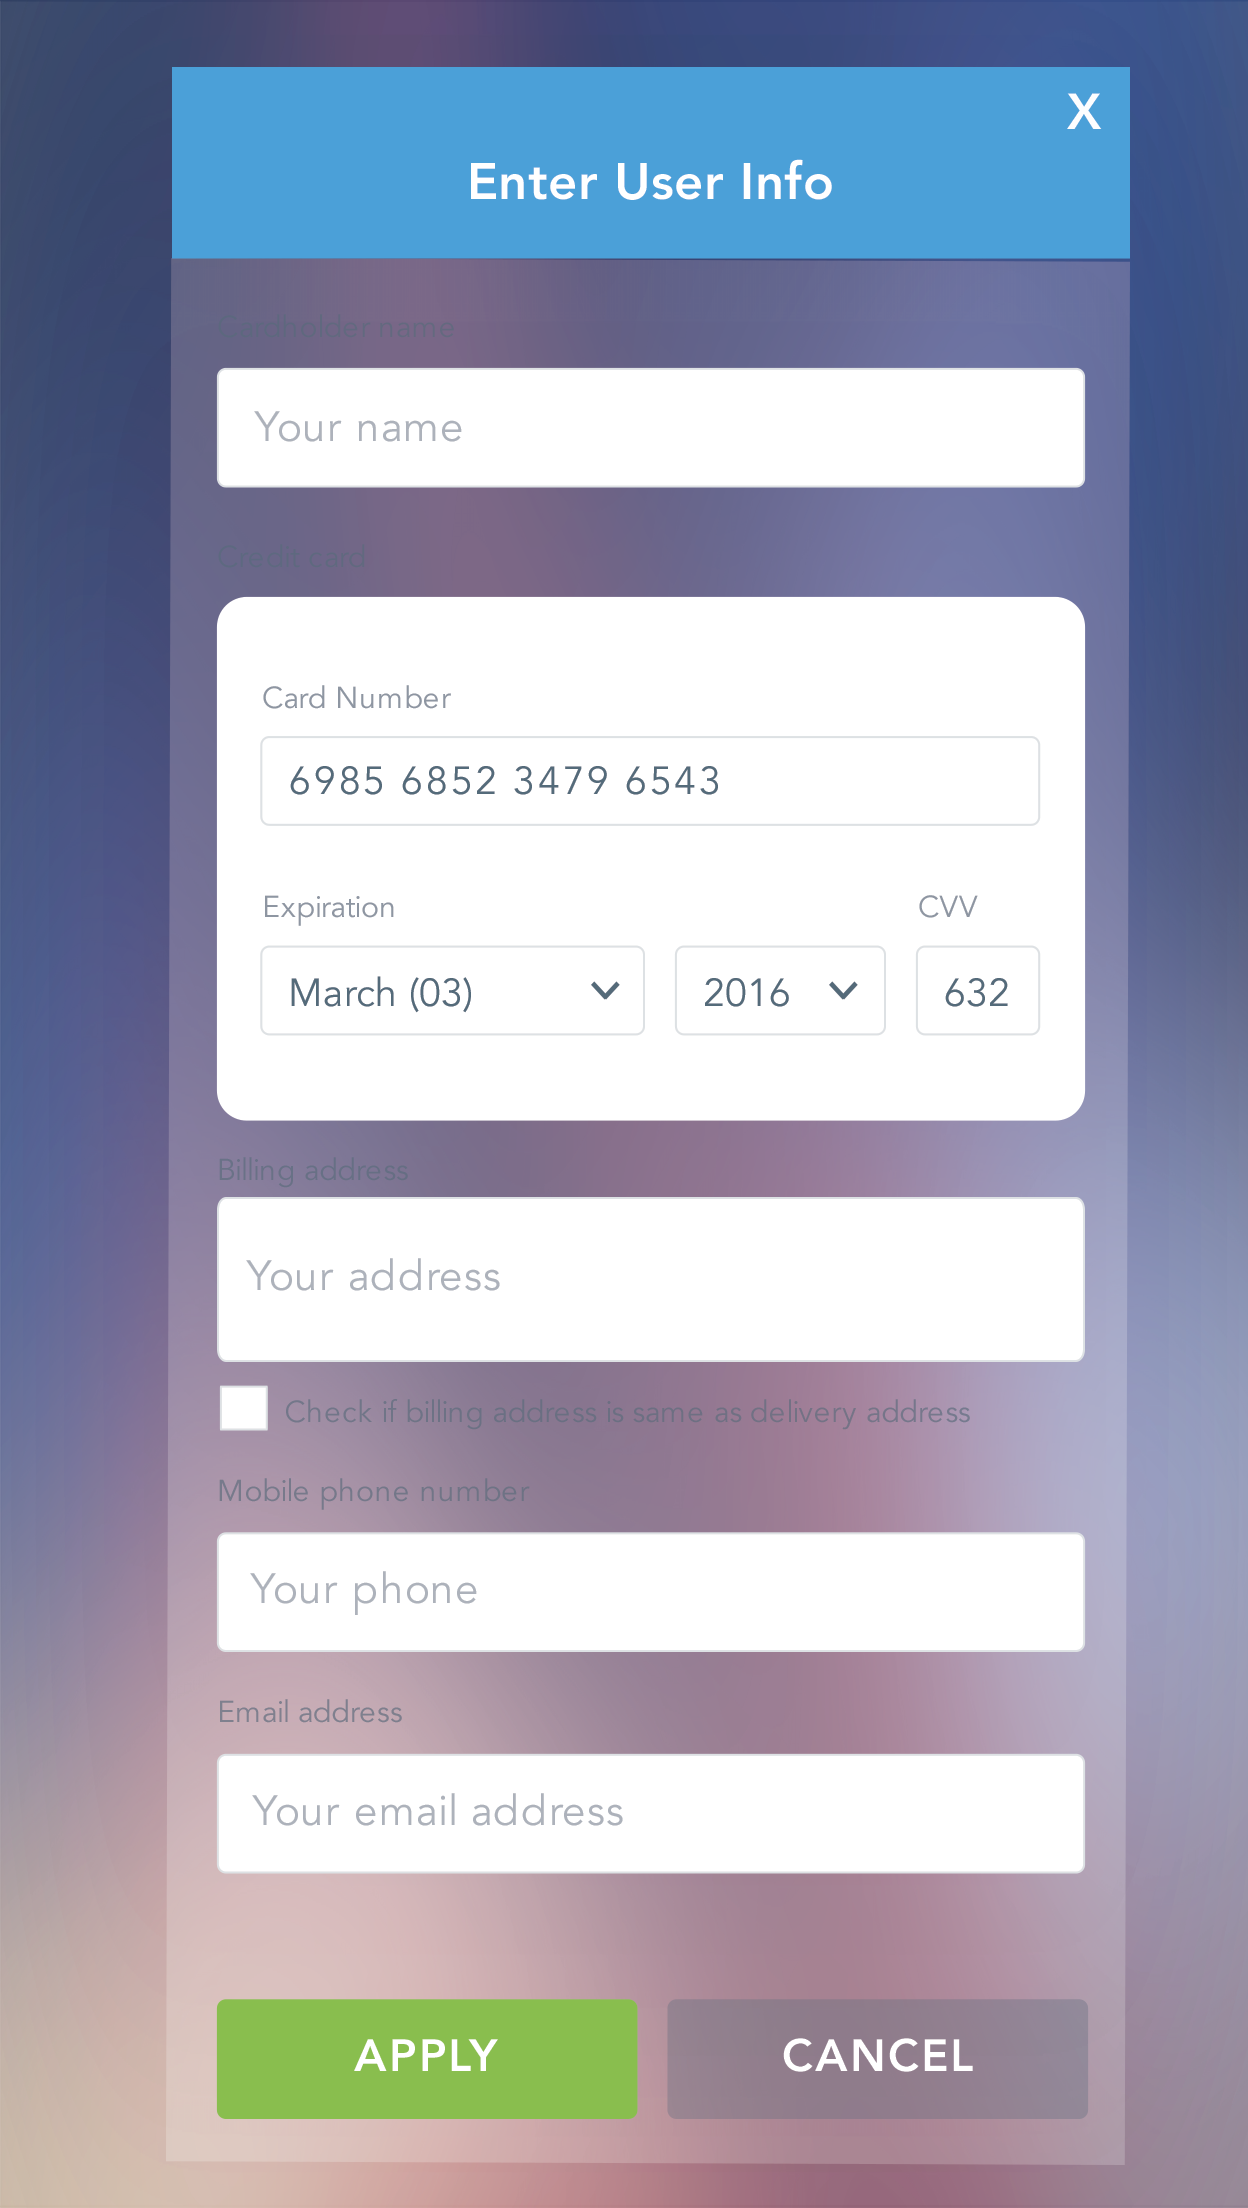 X
Enter User Info
Cardholder name
Your name
Credit card
Card Number
6985 6852 3479 6543
Expiration CVV
March (03) 2016 632
Billing address
Your address
Check if billing address is same as delivery address
Mobile phone number
Your phone
Email address
Your email address
APPLY CANCEL